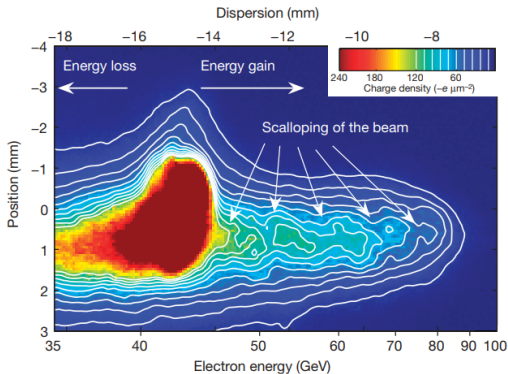 Dispersion (mm)
−18 −16 −14 −12 −10 −8
Energy loss Energy gain
240 180 120 60
Charge density (−e μm⁻²)
Scalloping of the beam
Position (mm)
−4
−3
−2
−1
0
1
2
3
35 40 50 60 70 80 90 100
Electron energy (GeV)